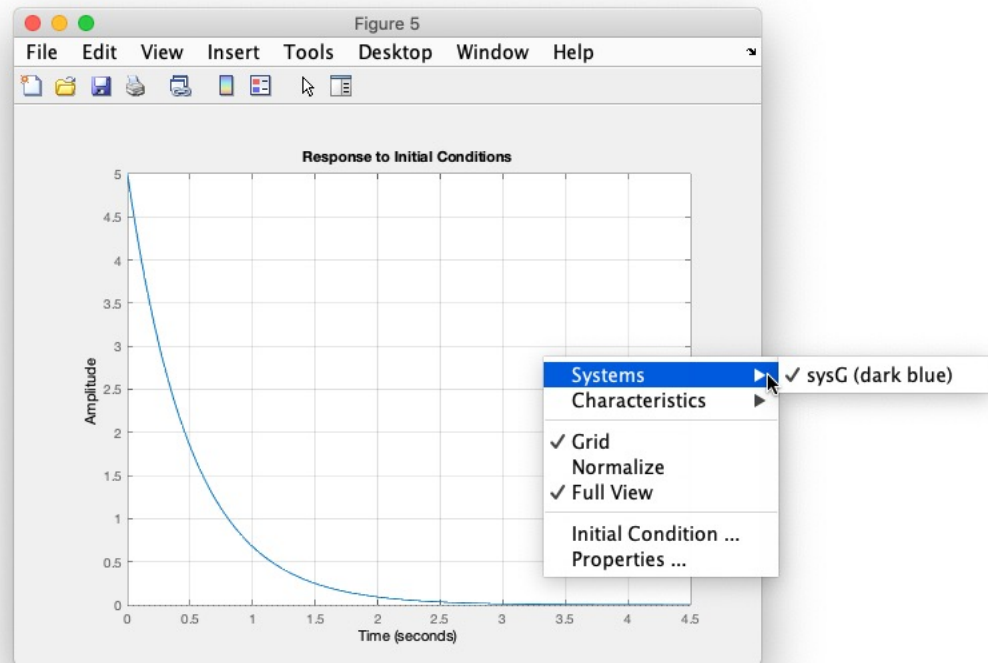 Figure 5
File Edit View Insert Tools Desktop Window Help
Response to Initial Conditions
5
4.5
4
3.5
3
2.5
2
1.5
1
0.5
0
Amplitude
0 0.5 1 1.5 2 2.5 3 3.5 4 4.5
Time (seconds)
Systems
✓ sysG (dark blue)
Characteristics
✓ Grid
Normalize
✓ Full View
Initial Condition ...
Properties ...